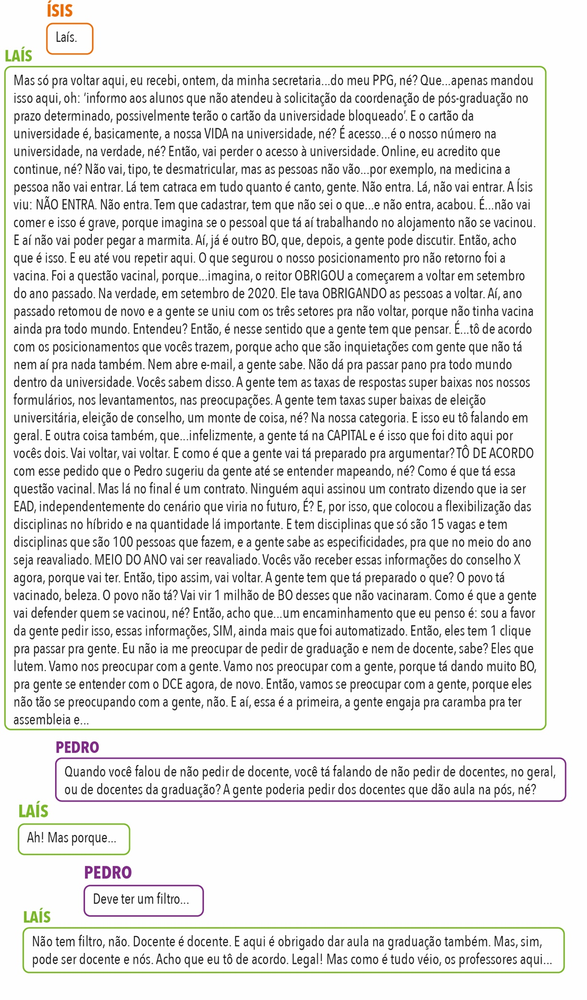 ÍSIS
Laís.
LAÍS
Mas só pra voltar aqui, eu recebi, ontem, da minha secretaria...do meu PPG, né? Que...apenas mandou
isso aqui, oh: ‘informo aos alunos que não atendeu à solicitação da coordenação de pós-graduação no
prazo determinado, possivelmente terão o cartão da universidade bloqueado’. E o cartão da
universidade é, basicamente, a nossa VIDA na universidade, né? É acesso...é o nosso número na
universidade, na verdade, né? Então, vai perder o acesso à universidade. Online, eu acredito que
continue, né? Não vai, tipo, te desmatricular, mas as pessoas não vão...por exemplo, na medicina a
pessoa não vai entrar. Lá tem catraca em tudo quanto é canto, gente. Não entra. Lá, não vai entrar. A Ísis
viu: NÃO ENTRA. Não entra. Tem que cadastrar, tem que não sei o que...e não entra, acabou. É...não vai
comer e isso é grave, porque imagina se o pessoal que tá aí trabalhando no alojamento não se vacinou.
E aí não vai poder pegar a marmita. Aí, já é outro BO, que, depois, a gente pode discutir. Então, acho
que é isso. E eu até vou repetir aqui. O que segurou o nosso posicionamento pro não retorno foi a
vacina. Foi a questão vacinal, porque...imagina, o reitor OBRIGOU a começarem a voltar em setembro
do ano passado. Na verdade, em setembro de 2020. Ele tava OBRIGANDO as pessoas a voltar. Aí, ano
passado retomou de novo e a gente se uniu com os três setores pra não voltar, porque não tinha vacina
ainda pra todo mundo. Entendeu? Então, é nesse sentido que a gente tem que pensar. É...tô de acordo
com os posicionamentos que vocês trazem, porque acho que são inquietações com gente que não tá
nem aí pra nada também. Nem abre e-mail, a gente sabe. Não dá pra passar pano pra todo mundo
dentro da universidade. Vocês sabem disso. A gente tem as taxas de respostas super baixas nos nossos
formulários, nos levantamentos, nas preocupações. A gente tem taxas super baixas de eleição
universitária, eleição de conselho, um monte de coisa, né? Na nossa categoria. E isso eu tô falando em
geral. E outra coisa também, que...infelizmente, a gente tá na CAPITAL e é isso que foi dito aqui por
vocês dois. Vai voltar, vai voltar. E como é que a gente vai tá preparado pra argumentar? TÔ DE ACORDO
com esse pedido que o Pedro sugeriu da gente até se entender mapeando, né? Como é que tá essa
questão vacinal. Mas lá no final é um contrato. Ninguém aqui assinou um contrato dizendo que ia ser
EAD, independentemente do cenário que viria no futuro, É? E, por isso, que colocou a flexibilização das
disciplinas no híbrido e na quantidade lá importante. E tem disciplinas que só são 15 vagas e tem
disciplinas que são 100 pessoas que fazem, e a gente sabe as especificidades, pra que no meio do ano
seja reavaliado. MEIO DO ANO vai ser reavaliado. Vocês vão receber essas informações do conselho X
agora, porque vai ter. Então, tipo assim, vai voltar. A gente tem que tá preparado o que? O povo tá
vacinado, beleza. O povo não tá? Vai vir 1 milhão de BO desses que não vacinaram. Como é que a gente
vai defender quem se vacinou, né? Então, acho que...um encaminhamento que eu penso é: sou a favor
da gente pedir isso, essas informações, SIM, ainda mais que foi automatizado. Então, eles tem 1 clique
pra passar pra gente. Eu não ia me preocupar de pedir de graduação e nem de docente, sabe? Eles que
lutem. Vamo nos preocupar com a gente. Vamo nos preocupar com a gente, porque tá dando muito BO,
pra gente se entender com o DCE agora, de novo. Então, vamos se preocupar com a gente, porque eles
não tão se preocupando com a gente, não. E aí, essa é a primeira, a gente engaja pra caramba pra ter
assembleia e...
PEDRO
Quando você falou de não pedir de docente, você tá falando de não pedir de docentes, no geral,
ou de docentes da graduação? A gente poderia pedir dos docentes que dão aula na pós, né?
LAÍS
Ah! Mas porque...
PEDRO
Deve ter um filtro...
LAÍS
Não tem filtro, não. Docente é docente. E aqui é obrigado dar aula na graduação também. Mas, sim,
pode ser docente e nós. Acho que eu tô de acordo. Legal! Mas como é tudo véio, os professores aqui...